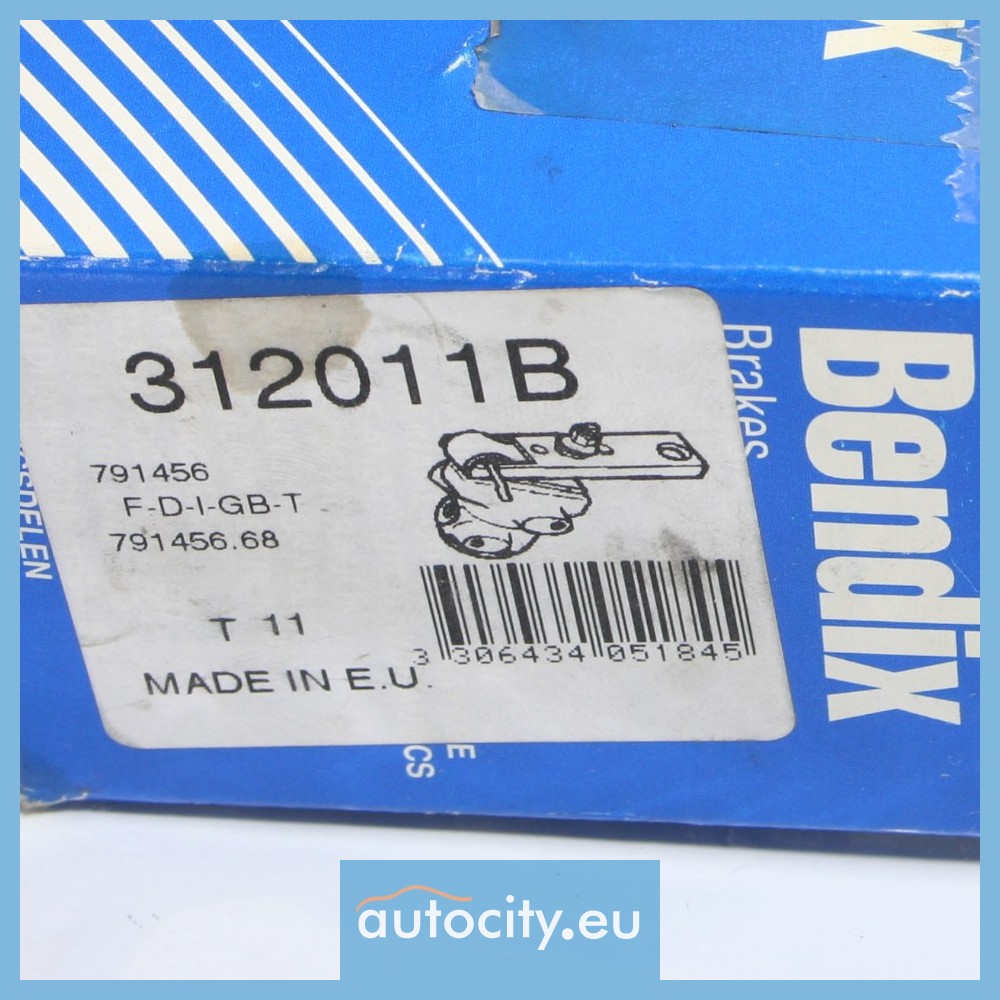 312011B
791456
F-D-I-GB-T
791456.68
T 11
MADE IN E.U.
3 306434 051845
Brakes
Bendix
autocity.eu